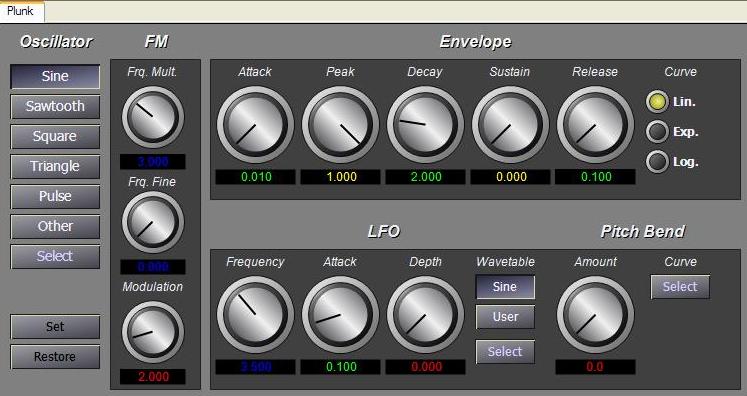 Plunk
Oscillator
Sine
Sawtooth
Square
Triangle
Pulse
Other
Select
Set
Restore
FM
Frq. Mult.
3.000
Frq. Fine
0.000
Modulation
2.000
Envelope
Attack Peak Decay Sustain Release Curve
0.010 1.000 2.000 0.000 0.100
Lin.
Exp.
Log.
LFO
Frequency Attack Depth Wavetable
3.500 0.100 0.000
Sine
User
Select
Pitch Bend
Amount Curve
0.0
Select